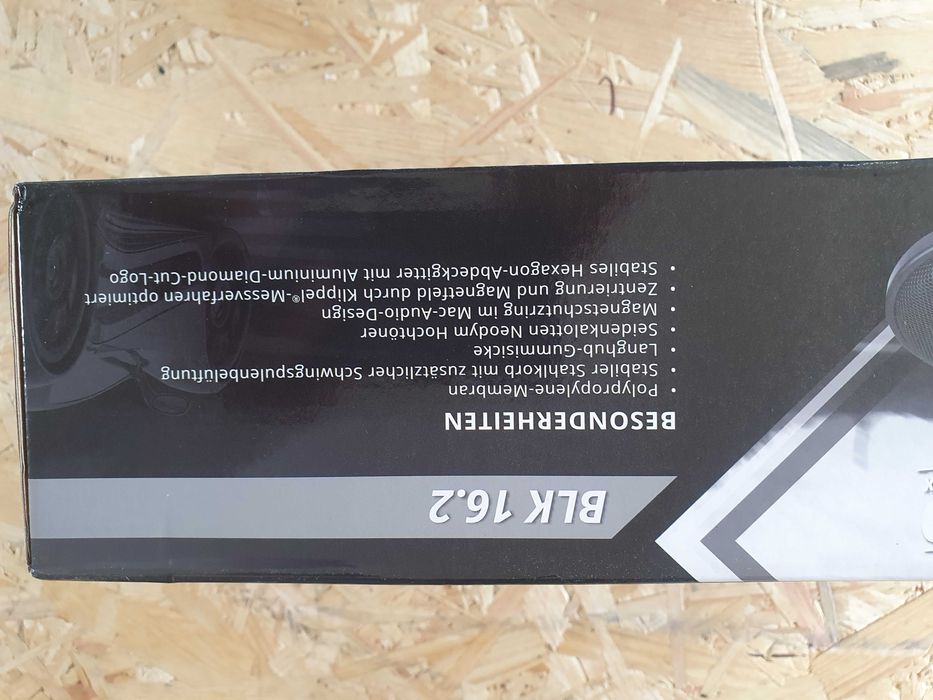 BLK 16.2
BESONDERHEITEN
• Polypropylene-Membran
• Stabiler Stahlkorb mit zusätzlicher Schwingspulenbelüftung
• Langhub-Gummisicke
• Seidenkalotten Neodym Hochtöner
• Magnetschutzring im Mac-Audio-Design
• Zentrierung und Magnetfeld durch Klippel®-Messverfahren optimiert
• Stabiles Hexagon-Abdeckgitter mit Aluminium-Diamond-Cut-Logo